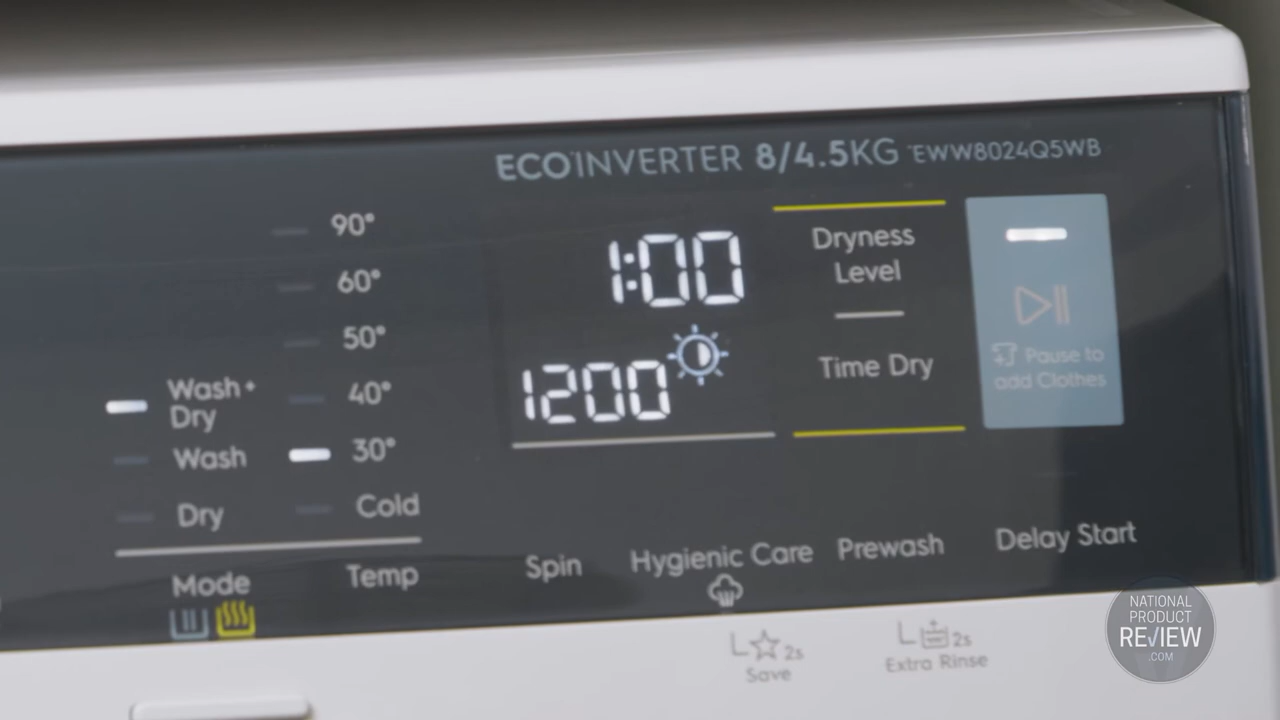 ECOINVERTER 8/4.5KG EWW8024Q5WB
90°
60°
50°
40°
30°
Cold
Wash+
Dry
Wash
Dry
1:00
1200
Dryness
Level
Time Dry
Pause to
add Clothes
Mode
Temp
Spin
Hygienic Care
Prewash
Delay Start
2s
Save
2s
Extra Rinse
NATIONAL
PRODUCT
REVIEW
.COM